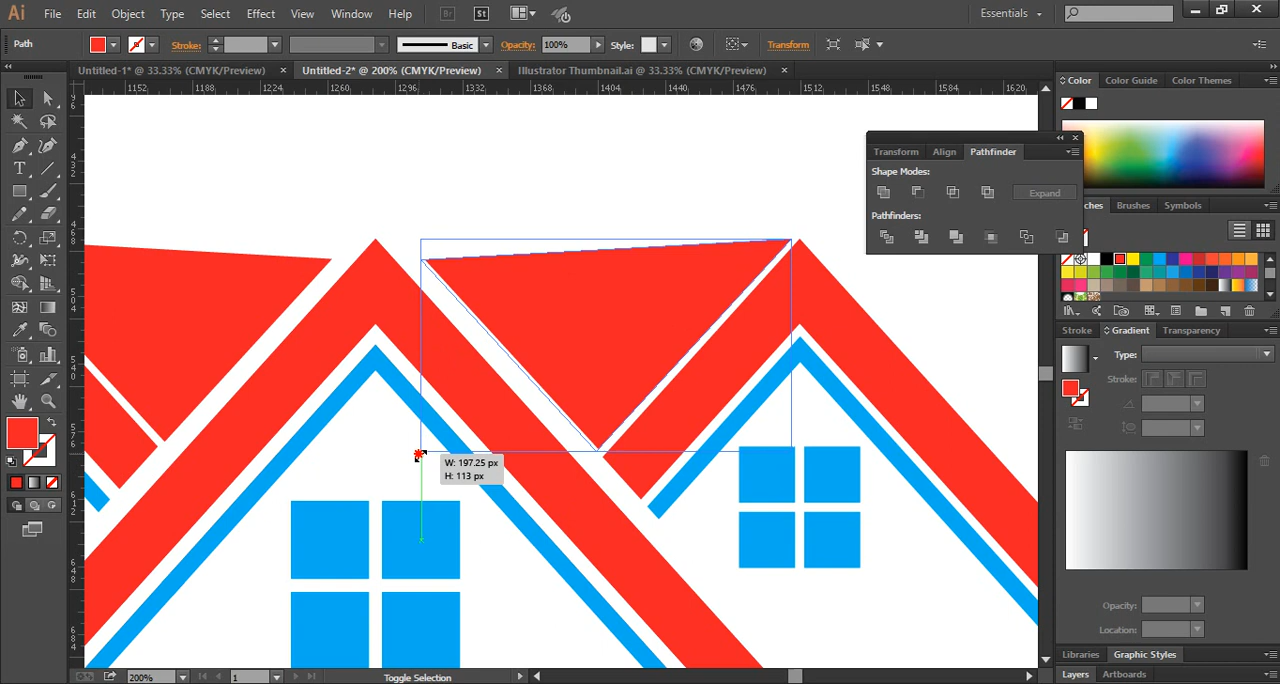 Ai File Edit Object Type Select Effect View Window Help Br St Essentials
Path Stroke: Basic Opacity: 100% Style: Transform
Untitled-1* @ 33.33% (CMYK/Preview) Untitled-2* @ 200% (CMYK/Preview) Illustrator Thumbnail.ai @ 33.33% (CMYK/Preview)
1152 1188 1224 1260 1296 1332 1368 1404 1440 1476 1512 1548 1584 1620
Color Color Guide Color Themes
Transform Align Pathfinder
Shape Modes:
Expand
Pathfinders:
ches Brushes Symbols
Stroke Gradient Transparency
Type:
Stroke:
W: 197.25 px
H: 113 px
Opacity:
Location:
Libraries Graphic Styles
Layers Artboards
200% 1 Toggle Selection